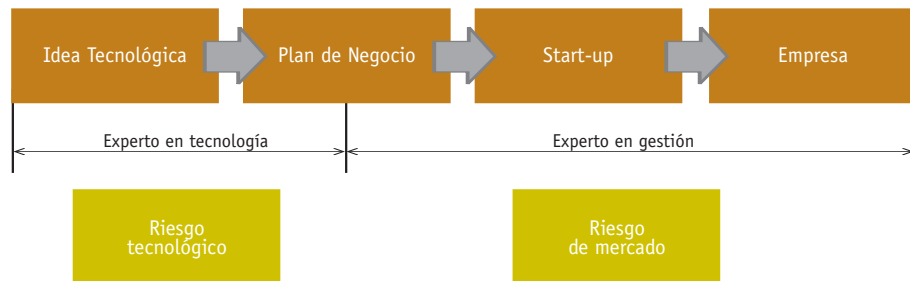 Idea Tecnológica
Plan de Negocio
Start-up
Empresa
Experto en tecnología
Experto en gestión
Riesgo
tecnológico
Riesgo
de mercado